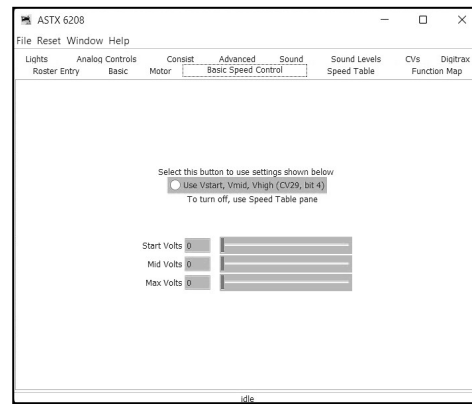 ASTX 6208
File Reset Window Help
Lights Analog Controls Consist Advanced Sound Sound Levels CVs Digitrax
Roster Entry Basic Motor Basic Speed Control Speed Table Function Map
Select this button to use settings shown below
Use Vstart, Vmid, Vhigh (CV29, bit 4)
To turn off, use Speed Table pane
Start Volts 0
Mid Volts 0
Max Volts 0
idle